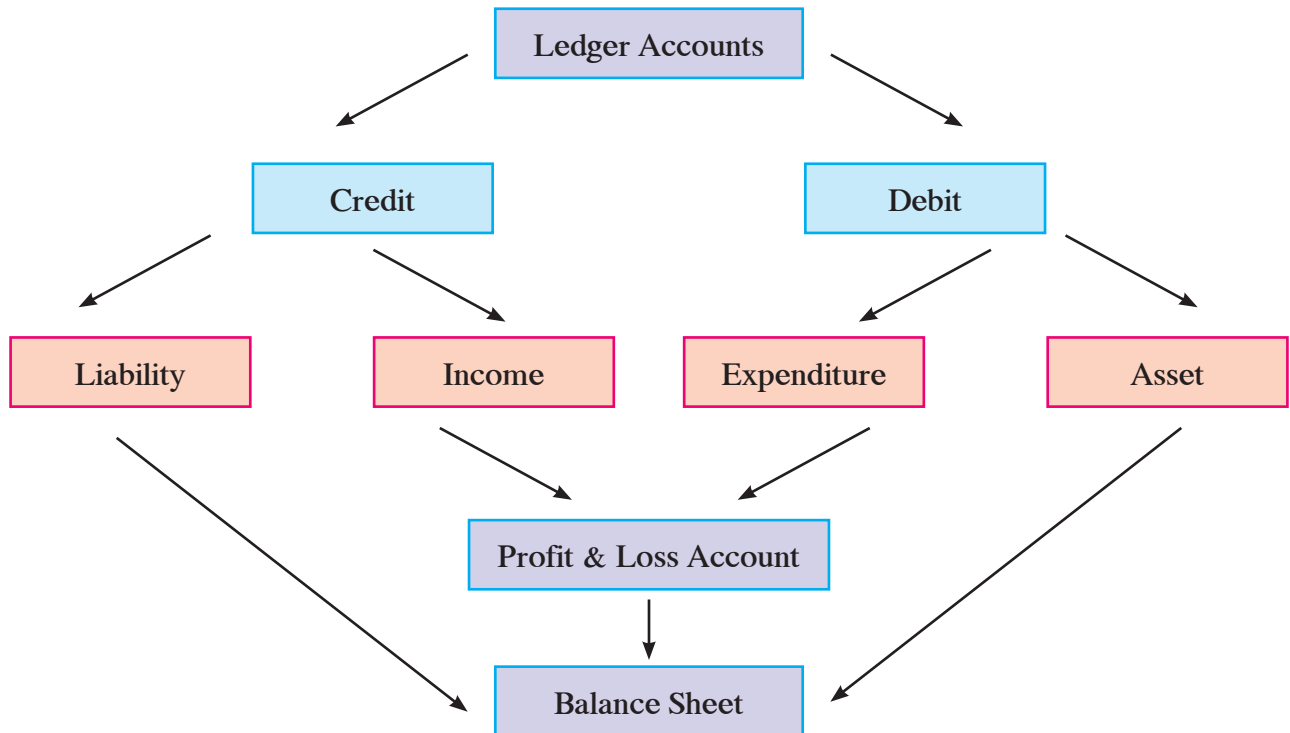 Ledger Accounts
Credit
Debit
Liability
Income
Expenditure
Asset
Profit & Loss Account
Balance Sheet